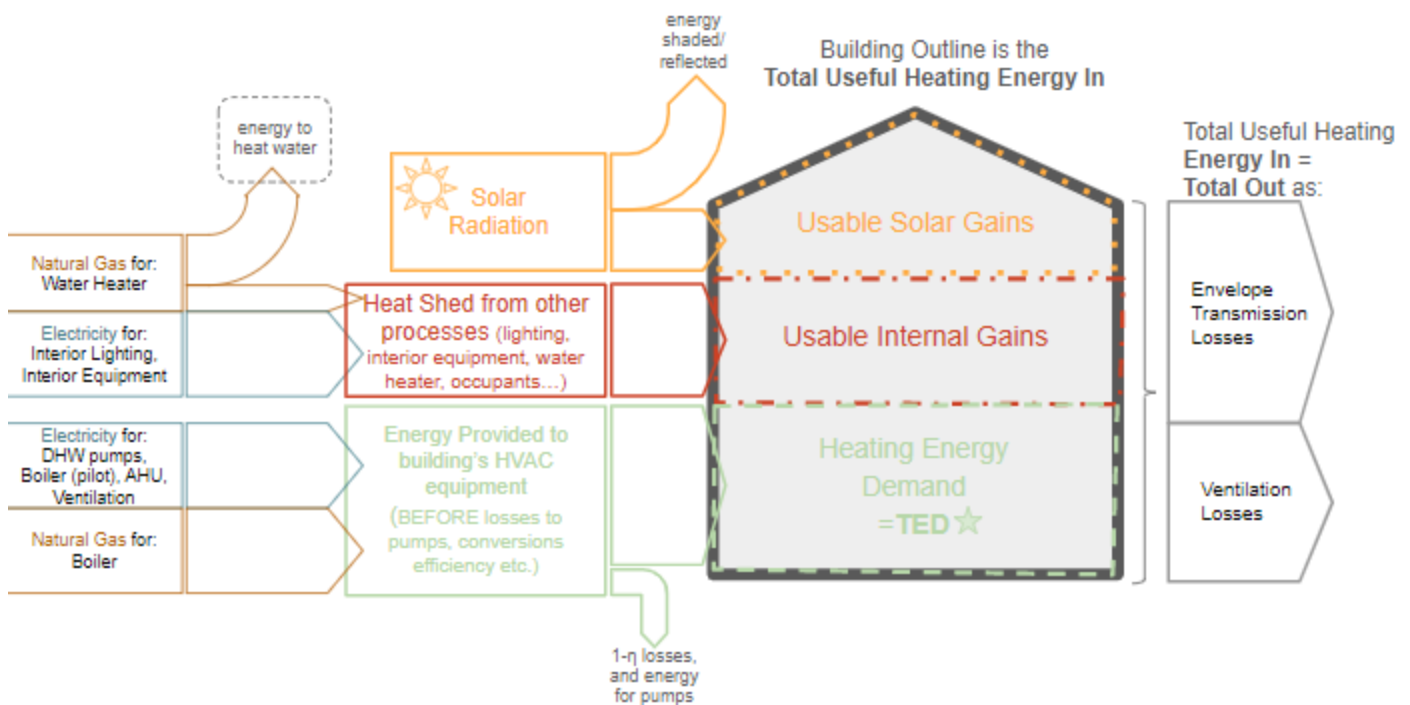 energy
shaded/
reflected
Building Outline is the
Total Useful Heating Energy In
energy to
heat water
Total Useful Heating
Energy In =
Total Out as:
Solar
Radiation
Usable Solar Gains
Natural Gas for:
Water Heater
Heat Shed from other
processes (lighting,
interior equipment, water
heater, occupants...)
Usable Internal Gains
Envelope
Transmission
Losses
Electricity for:
Interior Lighting,
Interior Equipment
Electricity for:
DHW pumps,
Boiler (pilot), AHU,
Ventilation
Energy Provided to
building's HVAC
equipment
(BEFORE losses to
pumps, conversions
efficiency etc.)
Heating Energy
Demand
=TED
Ventilation
Losses
Natural Gas for:
Boiler
1-η losses,
and energy
for pumps